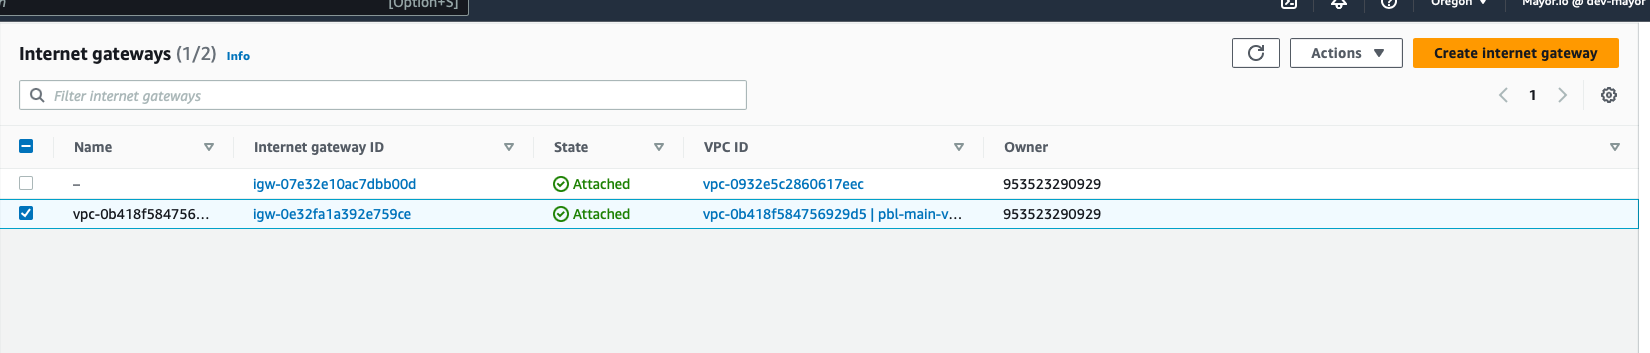 [Option+S]
Oregon
Mayor.io @ dev-mayor
Internet gateways (1/2) Info
Actions
Create internet gateway
Filter internet gateways
1
Name Internet gateway ID State VPC ID Owner
– igw-07e32e10ac7dbb00d Attached vpc-0932e5c2860617eec 953523290929
vpc-0b418f584756... igw-0e32fa1a392e759ce Attached vpc-0b418f584756929d5 | pbl-main-v... 953523290929